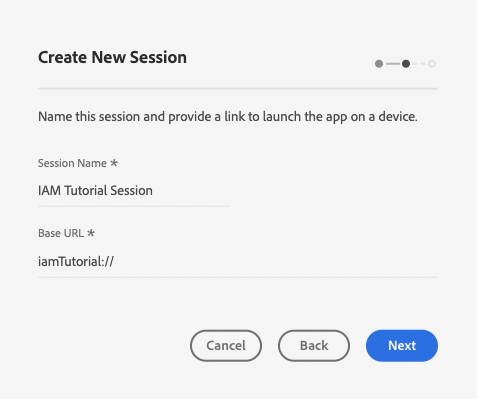 Create New Session
Name this session and provide a link to launch the app on a device.
Session Name *
IAM Tutorial Session
Base URL *
iamTutorial://
Cancel
Back
Next